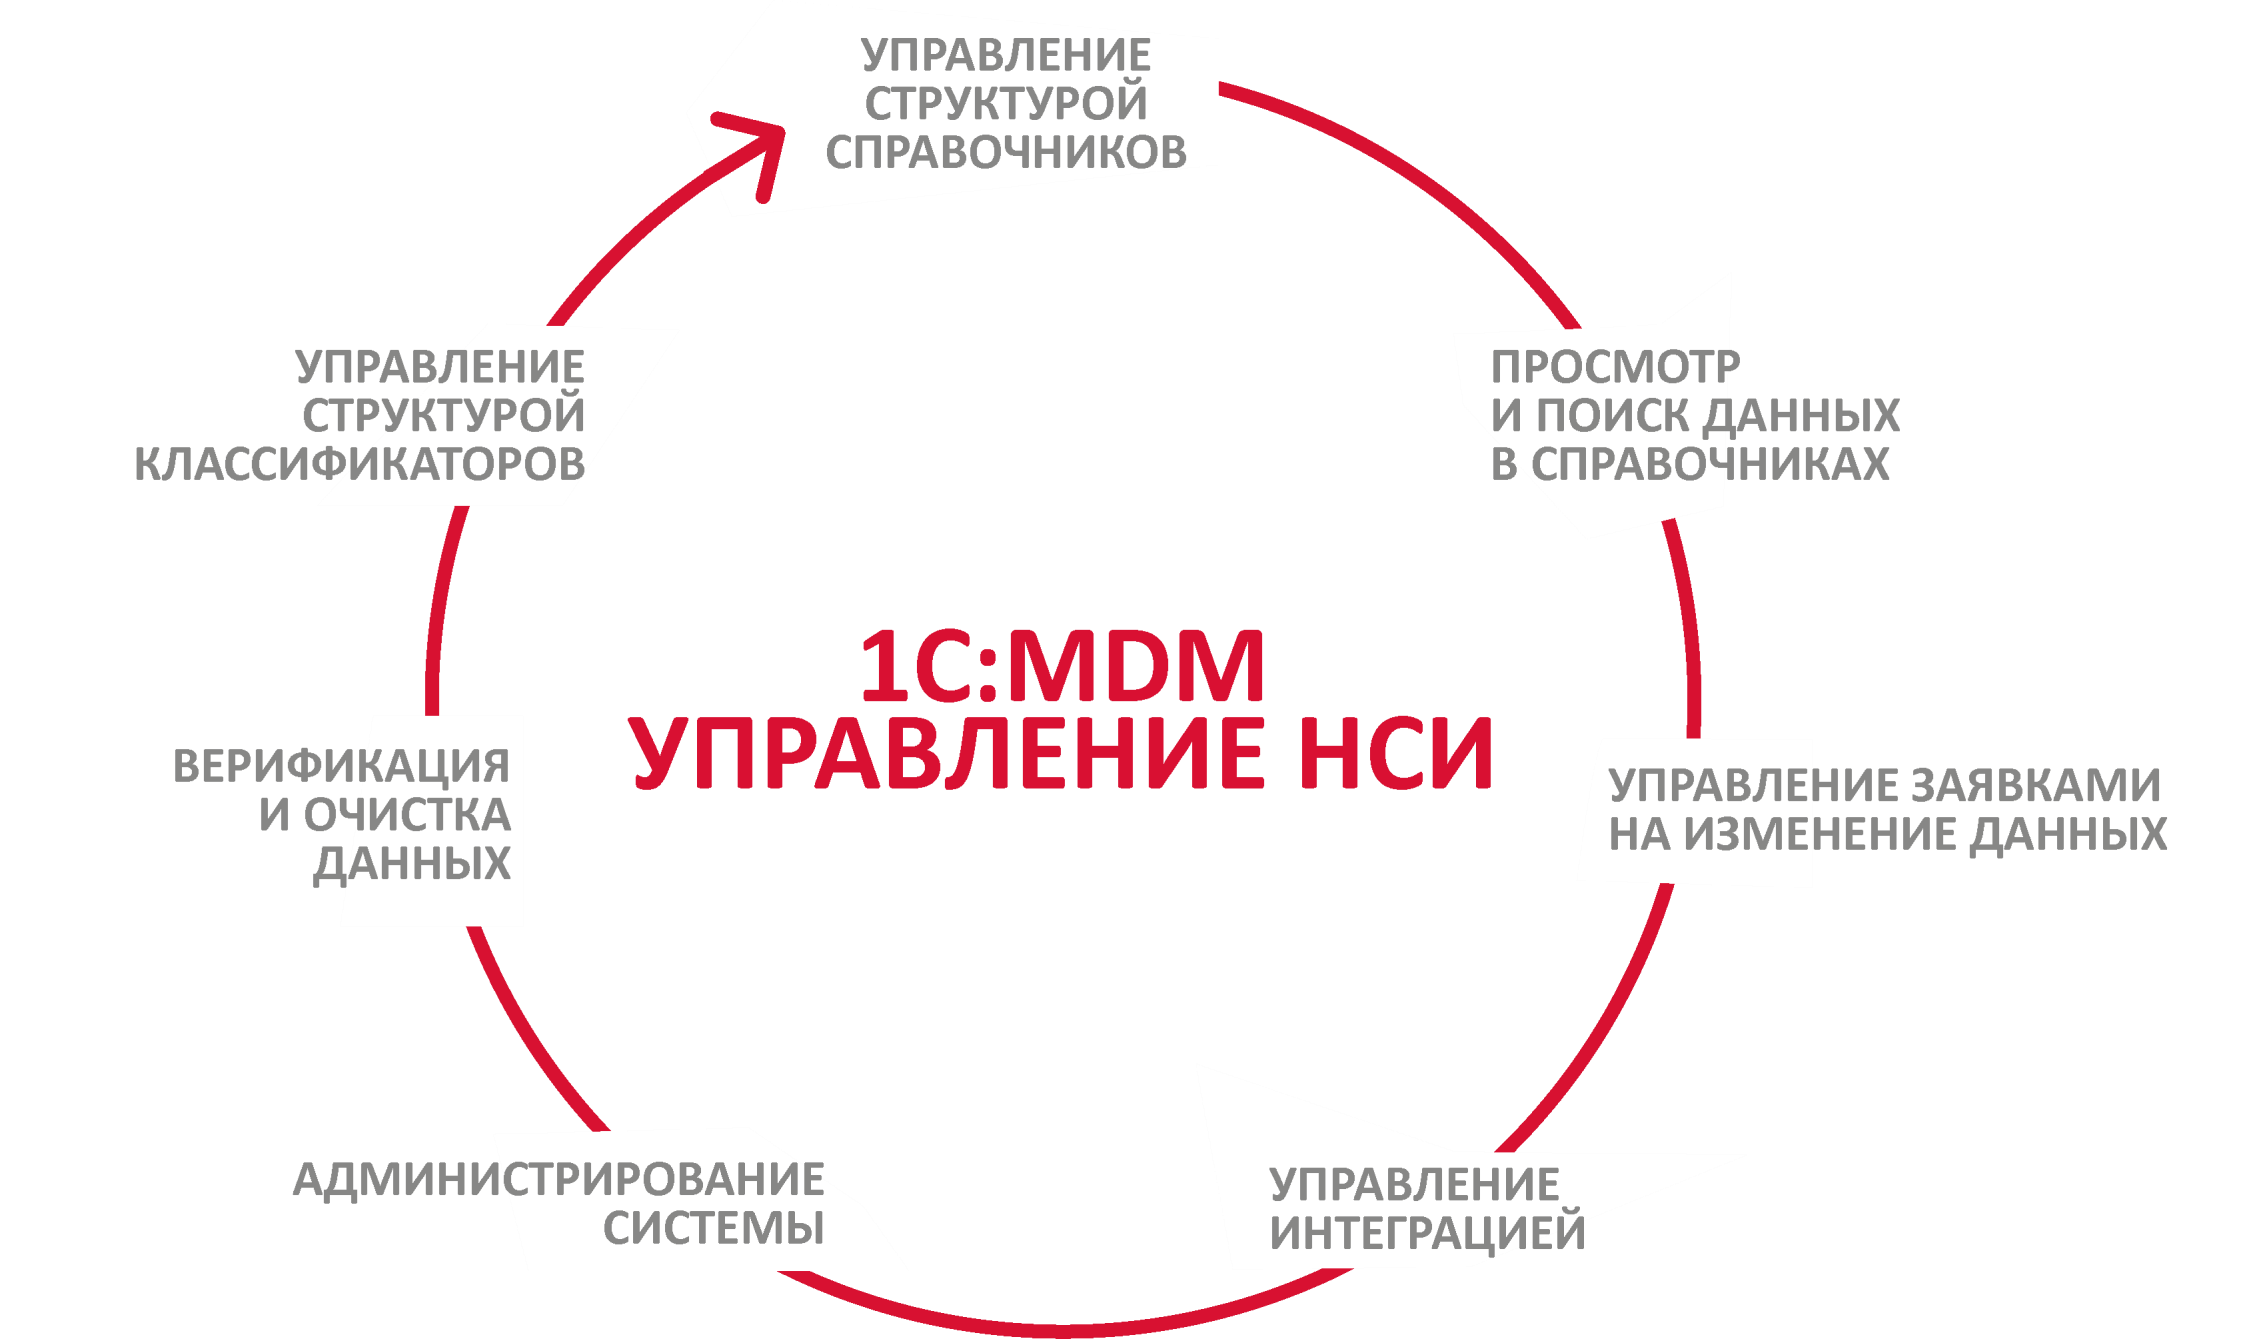 УПРАВЛЕНИЕ
СТРУКТУРОЙ
СПРАВОЧНИКОВ
ПРОСМОТР
И ПОИСК ДАННЫХ
В СПРАВОЧНИКАХ
УПРАВЛЕНИЕ ЗАЯВКАМИ
НА ИЗМЕНЕНИЕ ДАННЫХ
УПРАВЛЕНИЕ
ИНТЕГРАЦИЕЙ
АДМИНИСТРИРОВАНИЕ
СИСТЕМЫ
ВЕРИФИКАЦИЯ
И ОЧИСТКА
ДАННЫХ
УПРАВЛЕНИЕ
СТРУКТУРОЙ
КЛАССИФИКАТОРОВ
1С:MDM
УПРАВЛЕНИЕ НСИ